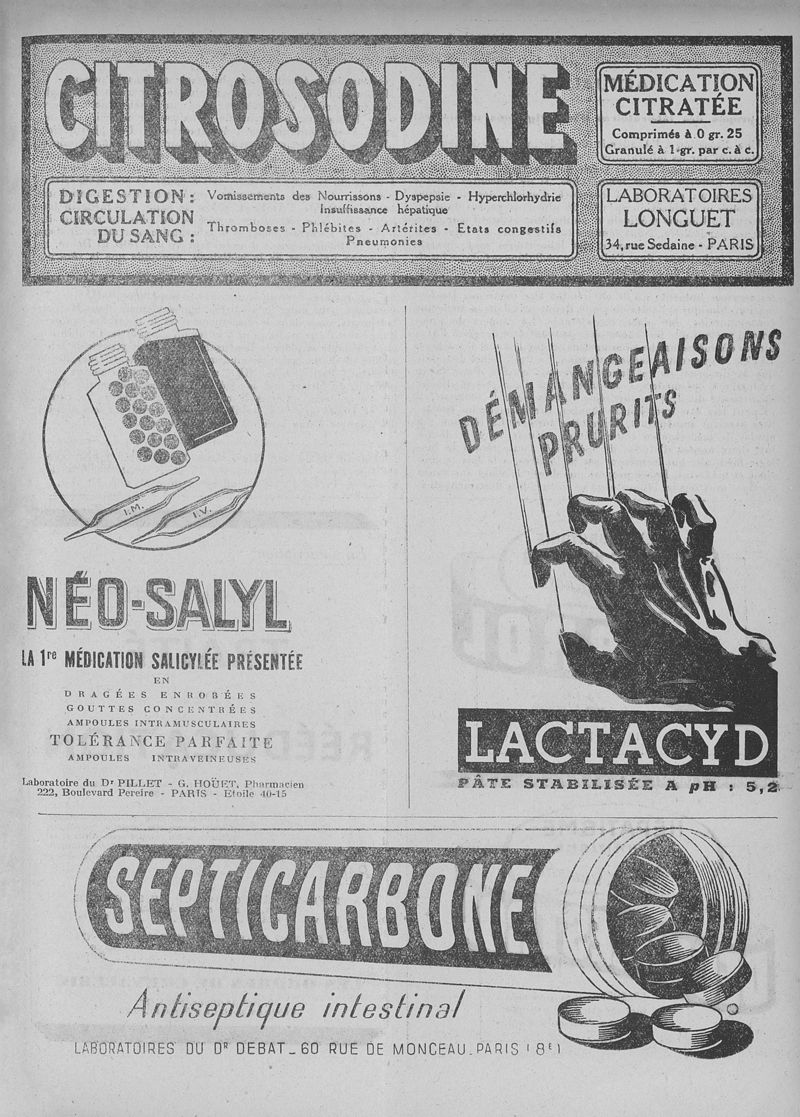 CITROSODINE
MÉDICATION
CITRATÉE
Comprimés à 0 gr. 25
Granulé à 1 gr. par c. à c.
DIGESTION : Vomissements des Nourrissons - Dyspepsie - Hyperchlorhydrie
Insuffisance hépatique
CIRCULATION
DU SANG : Thromboses - Phlébites - Artérites - Etats congestifs
Pneumonies
LABORATOIRES
LONGUET
34, rue Sedaine - PARIS
I.M.
I.V.
NÉO-SALYL
LA 1re MÉDICATION SALICYLÉE PRÉSENTÉE
EN
DRAGÉES ENROBÉES
GOUTTES CONCENTRÉES
AMPOULES INTRAMUSCULAIRES
TOLÉRANCE PARFAITE
AMPOULES INTRAVEINEUSES
Laboratoire du Dr PILLET - G. HOÜET, Pharmacien
222, Boulevard Pereire - PARIS - Etoile 40-15
DÉMANGEAISONS
PRURITS
LACTACYD
PÂTE STABILISÉE A pH : 5,2
SEPTICARBONE
Antiseptique intestinal
LABORATOIRES DU DR DEBAT_60 RUE DE MONCEAU_PARIS (8E)